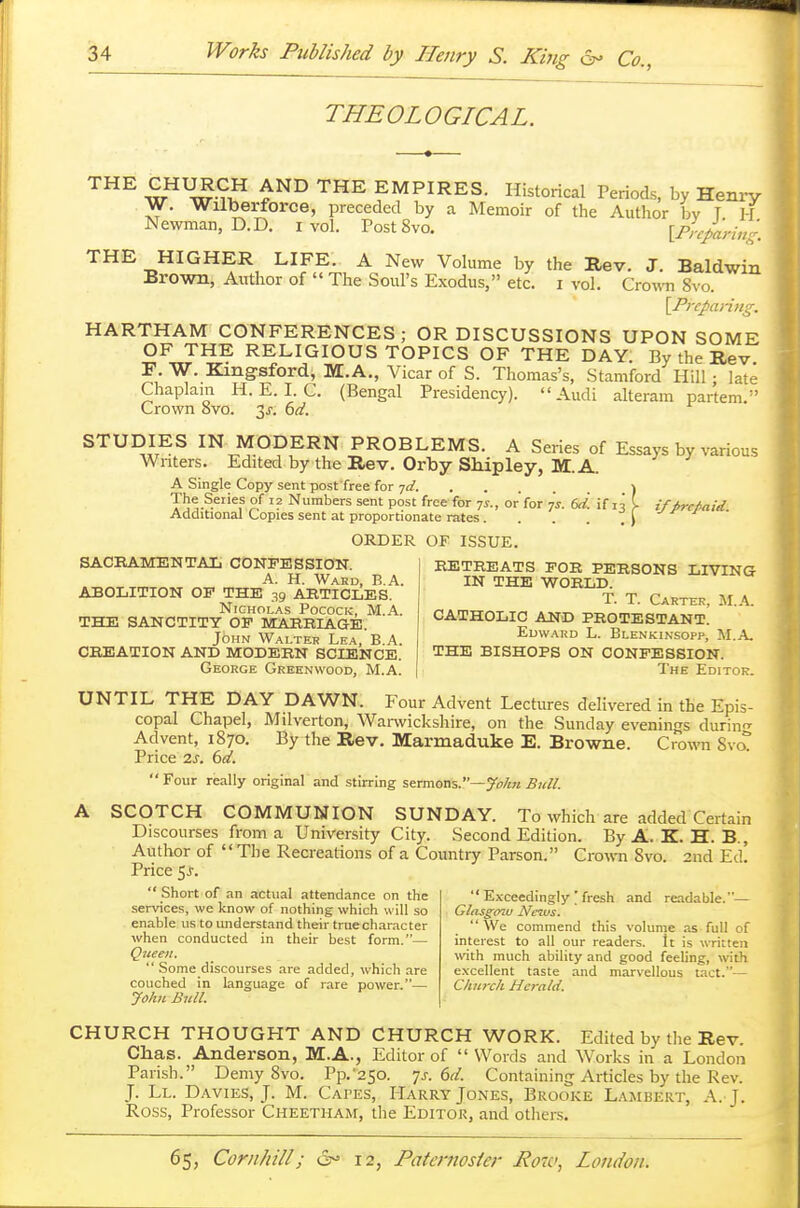 34 Works Published by Henry S. King & Co.,
THEOLOGICAL.
THE CHURCH AND THE EMPIRES. Historical Periods, by Henry
W. Wilberforce, preceded by a Memoir of the Author by J. H.
Newman, D.D. 1 vol. Post 8vo. [Preparing.
THE HIGHER LIFE. A New Volume by the Rev. J. Baldwin
Brown, Author of “The Soul's Exodus,” etc. 1 vol. Crown 8vo.
[Preparing.
HARTHAM CONFERENCES; OR DISCUSSIONS UPON SOME
OF THE RELIGIOUS TOPICS OF THE DAY. By the Rev.
F. W. Kingsford, M.A., Vicar of S. Thomas's, Stamford Hill; late
Chaplain H. E. I. C. (Bengal Presidency). “Audi alteram partem.”
Crown 8vo. 3s. 6d.
STUDIES IN MODERN PROBLEMS. A Series of Essays by various
Writers. Edited by the Rev. Orby Shipley, M.A.
A Single Copy sent post free for 7d. . . . . . .
The Series of 12 Numbers sent post free for 7s., or for 7s. 6d. if 13 } if prepaid.
Additional Copies sent at proportionate rates . . . . .
ORDER OF ISSUE.
SACRAMENTAL CONFESSION.
A. H. Ward, B.A.
ABOLITION OF THE 39 ARTICLES.
Nicholas Pocock, M.A.
THE SANCTITY OF MARRIAGE.
John Walter Lea, B.A.
CREATION AND MODERN SCIENCE.
George Greenwood, M.A.
RETREATS FOR PERSONS LIVING
IN THE WORLD.
T. T. Carter, M.A.
CATHOLIC AND PROTESTANT.
Edward L. Blenkinsopp, M.A.
THE BISHOPS ON CONFESSION.
The Editor.
UNTIL THE DAY DAWN. Four Advent Lectures delivered in the Epis-
copal Chapel, Milverton, Warwickshire, on the Sunday evenings during
Advent, 1870. By the Rev. Marmaduke E. Browne. Crown 8vo.
Price 2s. 6d.
“Four really original and stirring sermons.”—John Bull.
A SCOTCH COMMUNION SUNDAY. To which are added Certain
Discourses from a University City. Second Edition. By A. K. H. B.,
Author of “The Recreations of a Country Parson.” Crown 8vo. 2nd Ed.
Price 5s.
“Short of an actual attendance on the
services, we know of nothing which will so
enable us to understand their true character
when conducted in their best form.”—
Queen.
“Some discourses are added, which are
couched in language of rare power.”—
John Bull.
“Exceedingly fresh and readable.”—
Glasgow News.
“We commend this volume as full of
interest to all our readers. It is written
with much ability and good feeling, with
excellent taste and marvellous tact.”—
Church Herald.
CHURCH THOUGHT AND CHURCH WORK. Edited by the Rev.
Chas. Anderson, M.A., Editor of “Words and Works in a London
Parish.” Demy 8vo. Pp. 250. 7s. 6d. Containing Articles by the Rev.
J. Ll. Davies, J. M. Capes, Harry Jones, Brooke Lambert, A. J.
Ross, Professor Cheetham, the Editor, and others.
65, Cornhill; & 12, Paternoster Row, London.